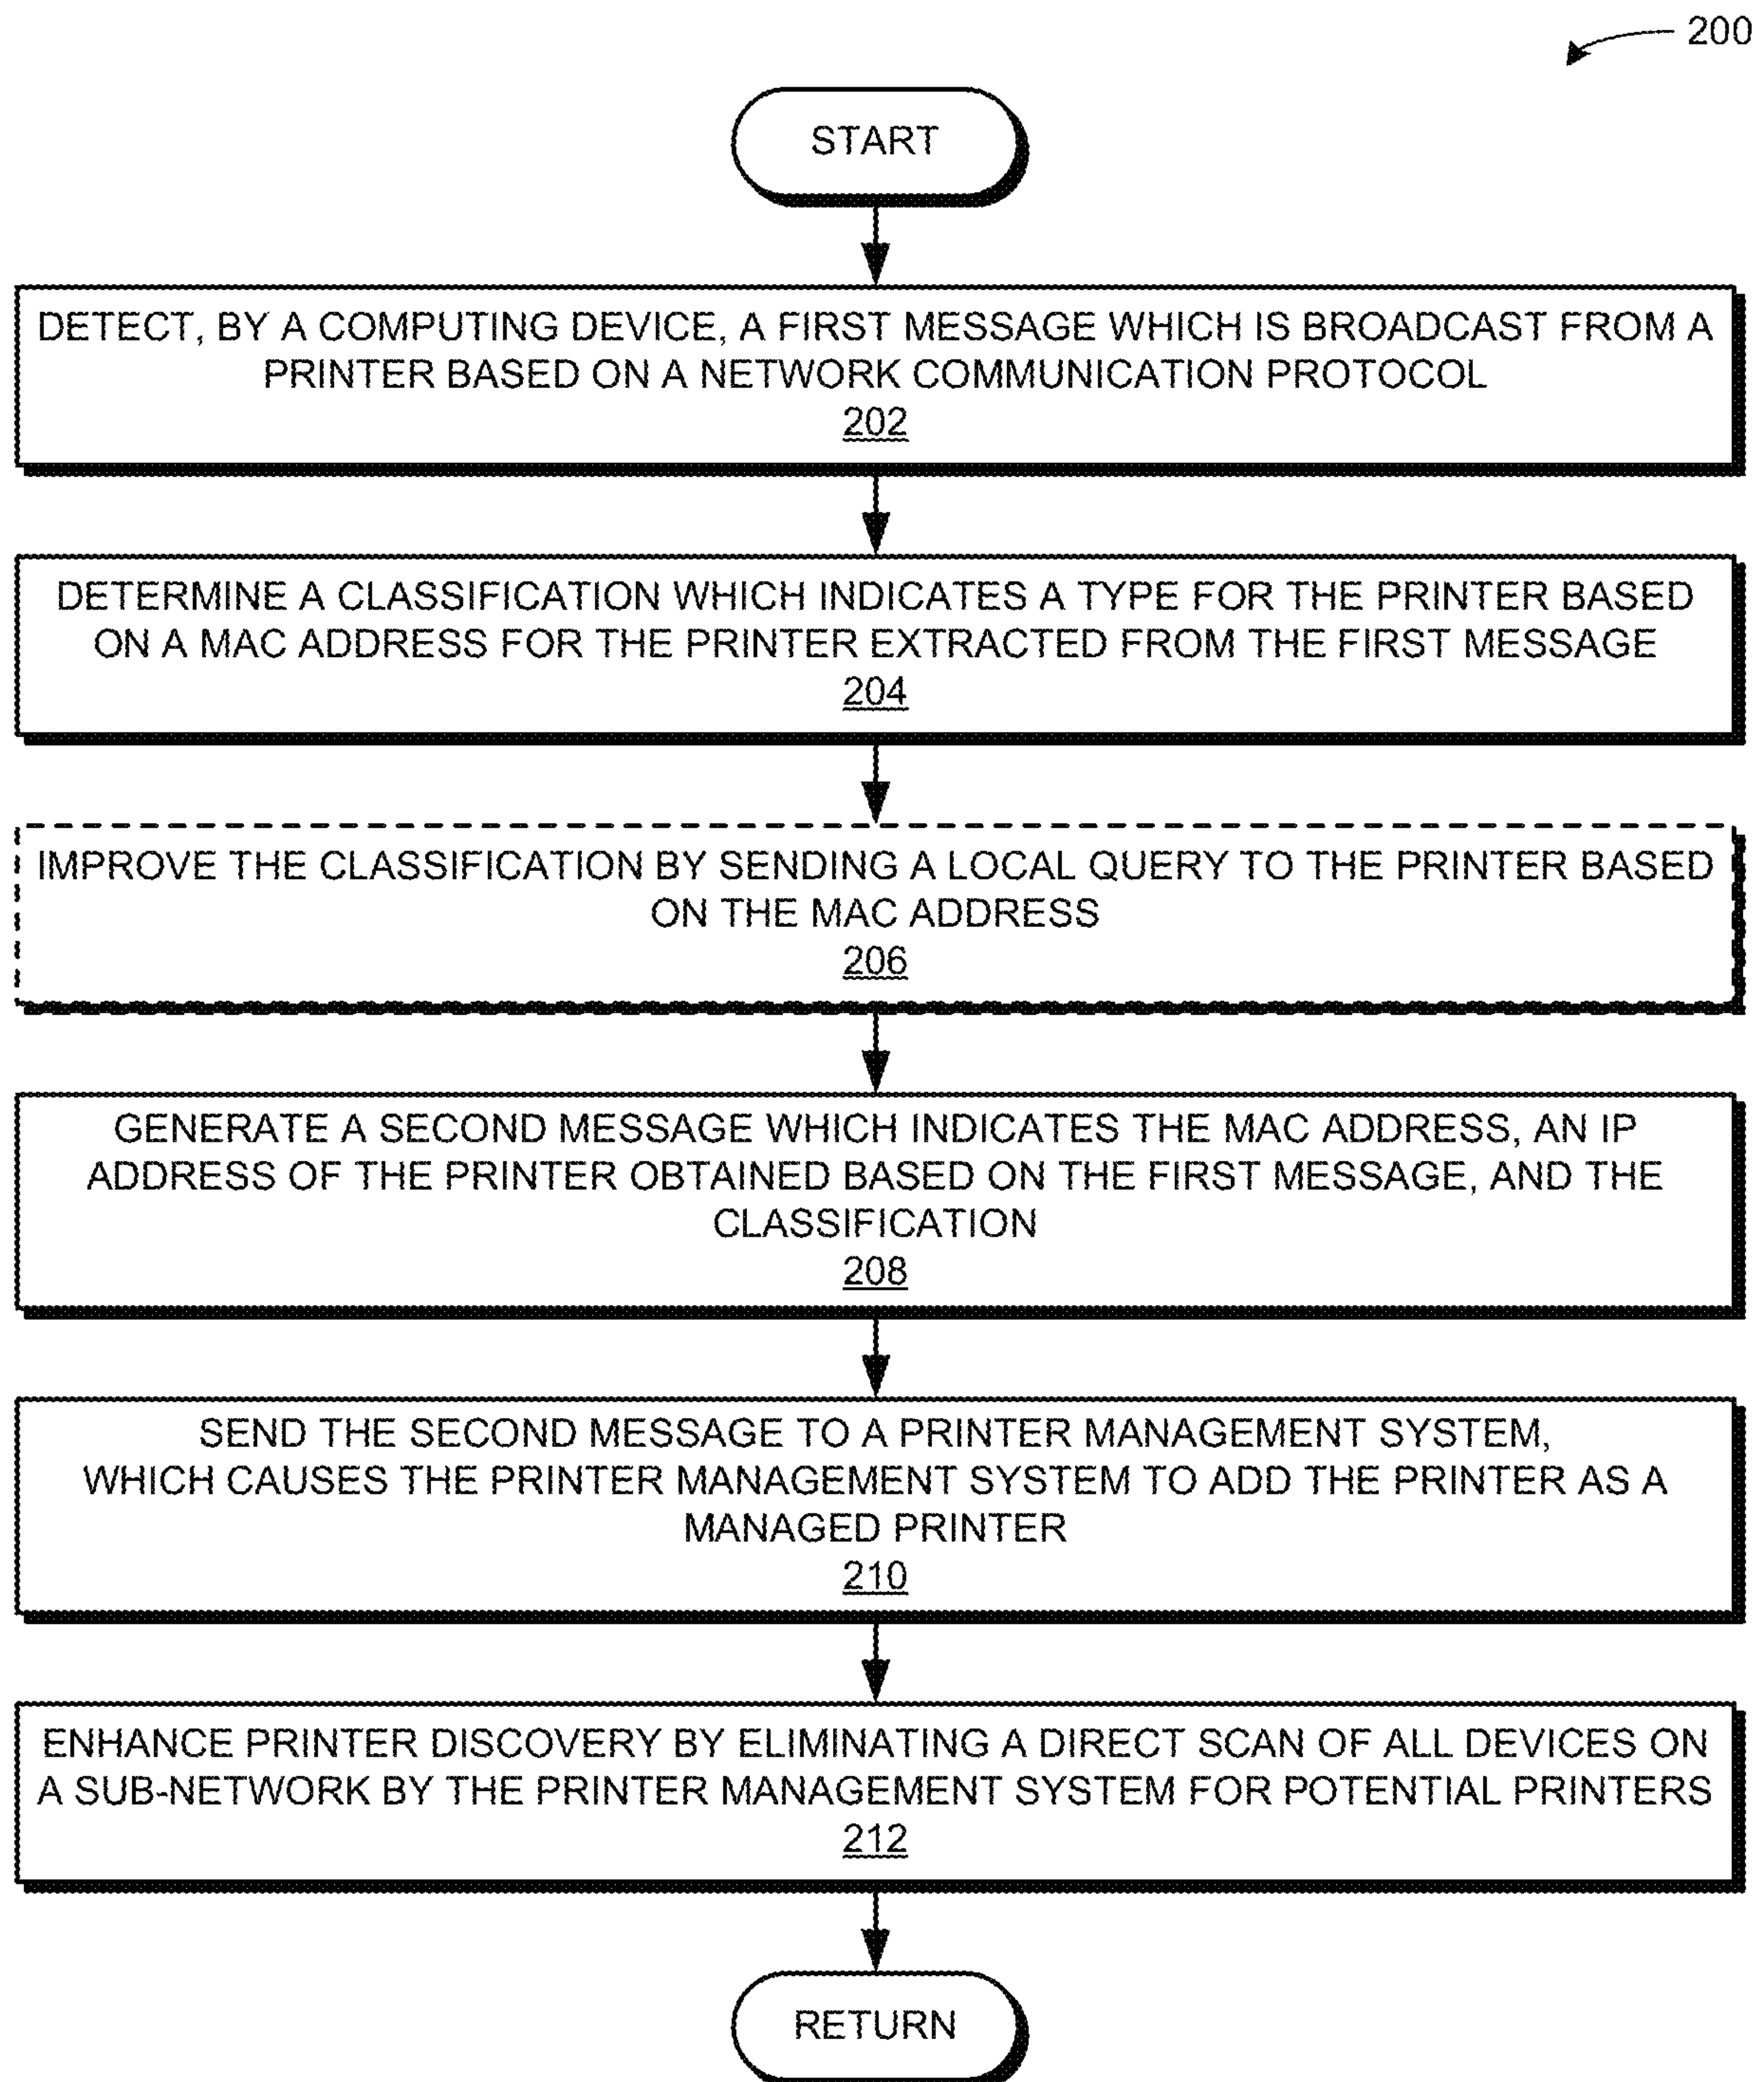 200
START
DETECT, BY A COMPUTING DEVICE, A FIRST MESSAGE WHICH IS BROADCAST FROM A
PRINTER BASED ON A NETWORK COMMUNICATION PROTOCOL
202
DETERMINE A CLASSIFICATION WHICH INDICATES A TYPE FOR THE PRINTER BASED
ON A MAC ADDRESS FOR THE PRINTER EXTRACTED FROM THE FIRST MESSAGE
204
IMPROVE THE CLASSIFICATION BY SENDING A LOCAL QUERY TO THE PRINTER BASED
ON THE MAC ADDRESS
206
GENERATE A SECOND MESSAGE WHICH INDICATES THE MAC ADDRESS, AN IP
ADDRESS OF THE PRINTER OBTAINED BASED ON THE FIRST MESSAGE, AND THE
CLASSIFICATION
208
SEND THE SECOND MESSAGE TO A PRINTER MANAGEMENT SYSTEM,
WHICH CAUSES THE PRINTER MANAGEMENT SYSTEM TO ADD THE PRINTER AS A
MANAGED PRINTER
210
ENHANCE PRINTER DISCOVERY BY ELIMINATING A DIRECT SCAN OF ALL DEVICES ON
A SUB-NETWORK BY THE PRINTER MANAGEMENT SYSTEM FOR POTENTIAL PRINTERS
212
RETURN